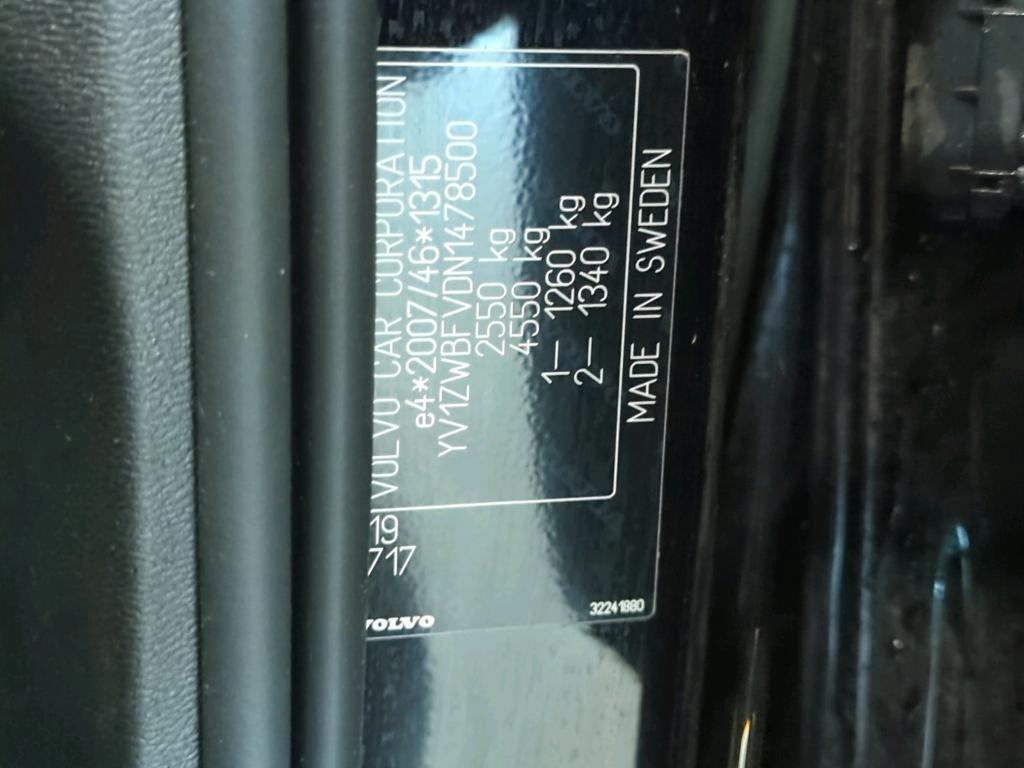 VOLVO CAR CORPORATION
e4*2007/46*1315
YV1ZWBFVDN1478500
2550 kg
4550 kg
1– 1260 kg
2– 1340 kg
MADE IN SWEDEN
19
717
VOLVO
32241880